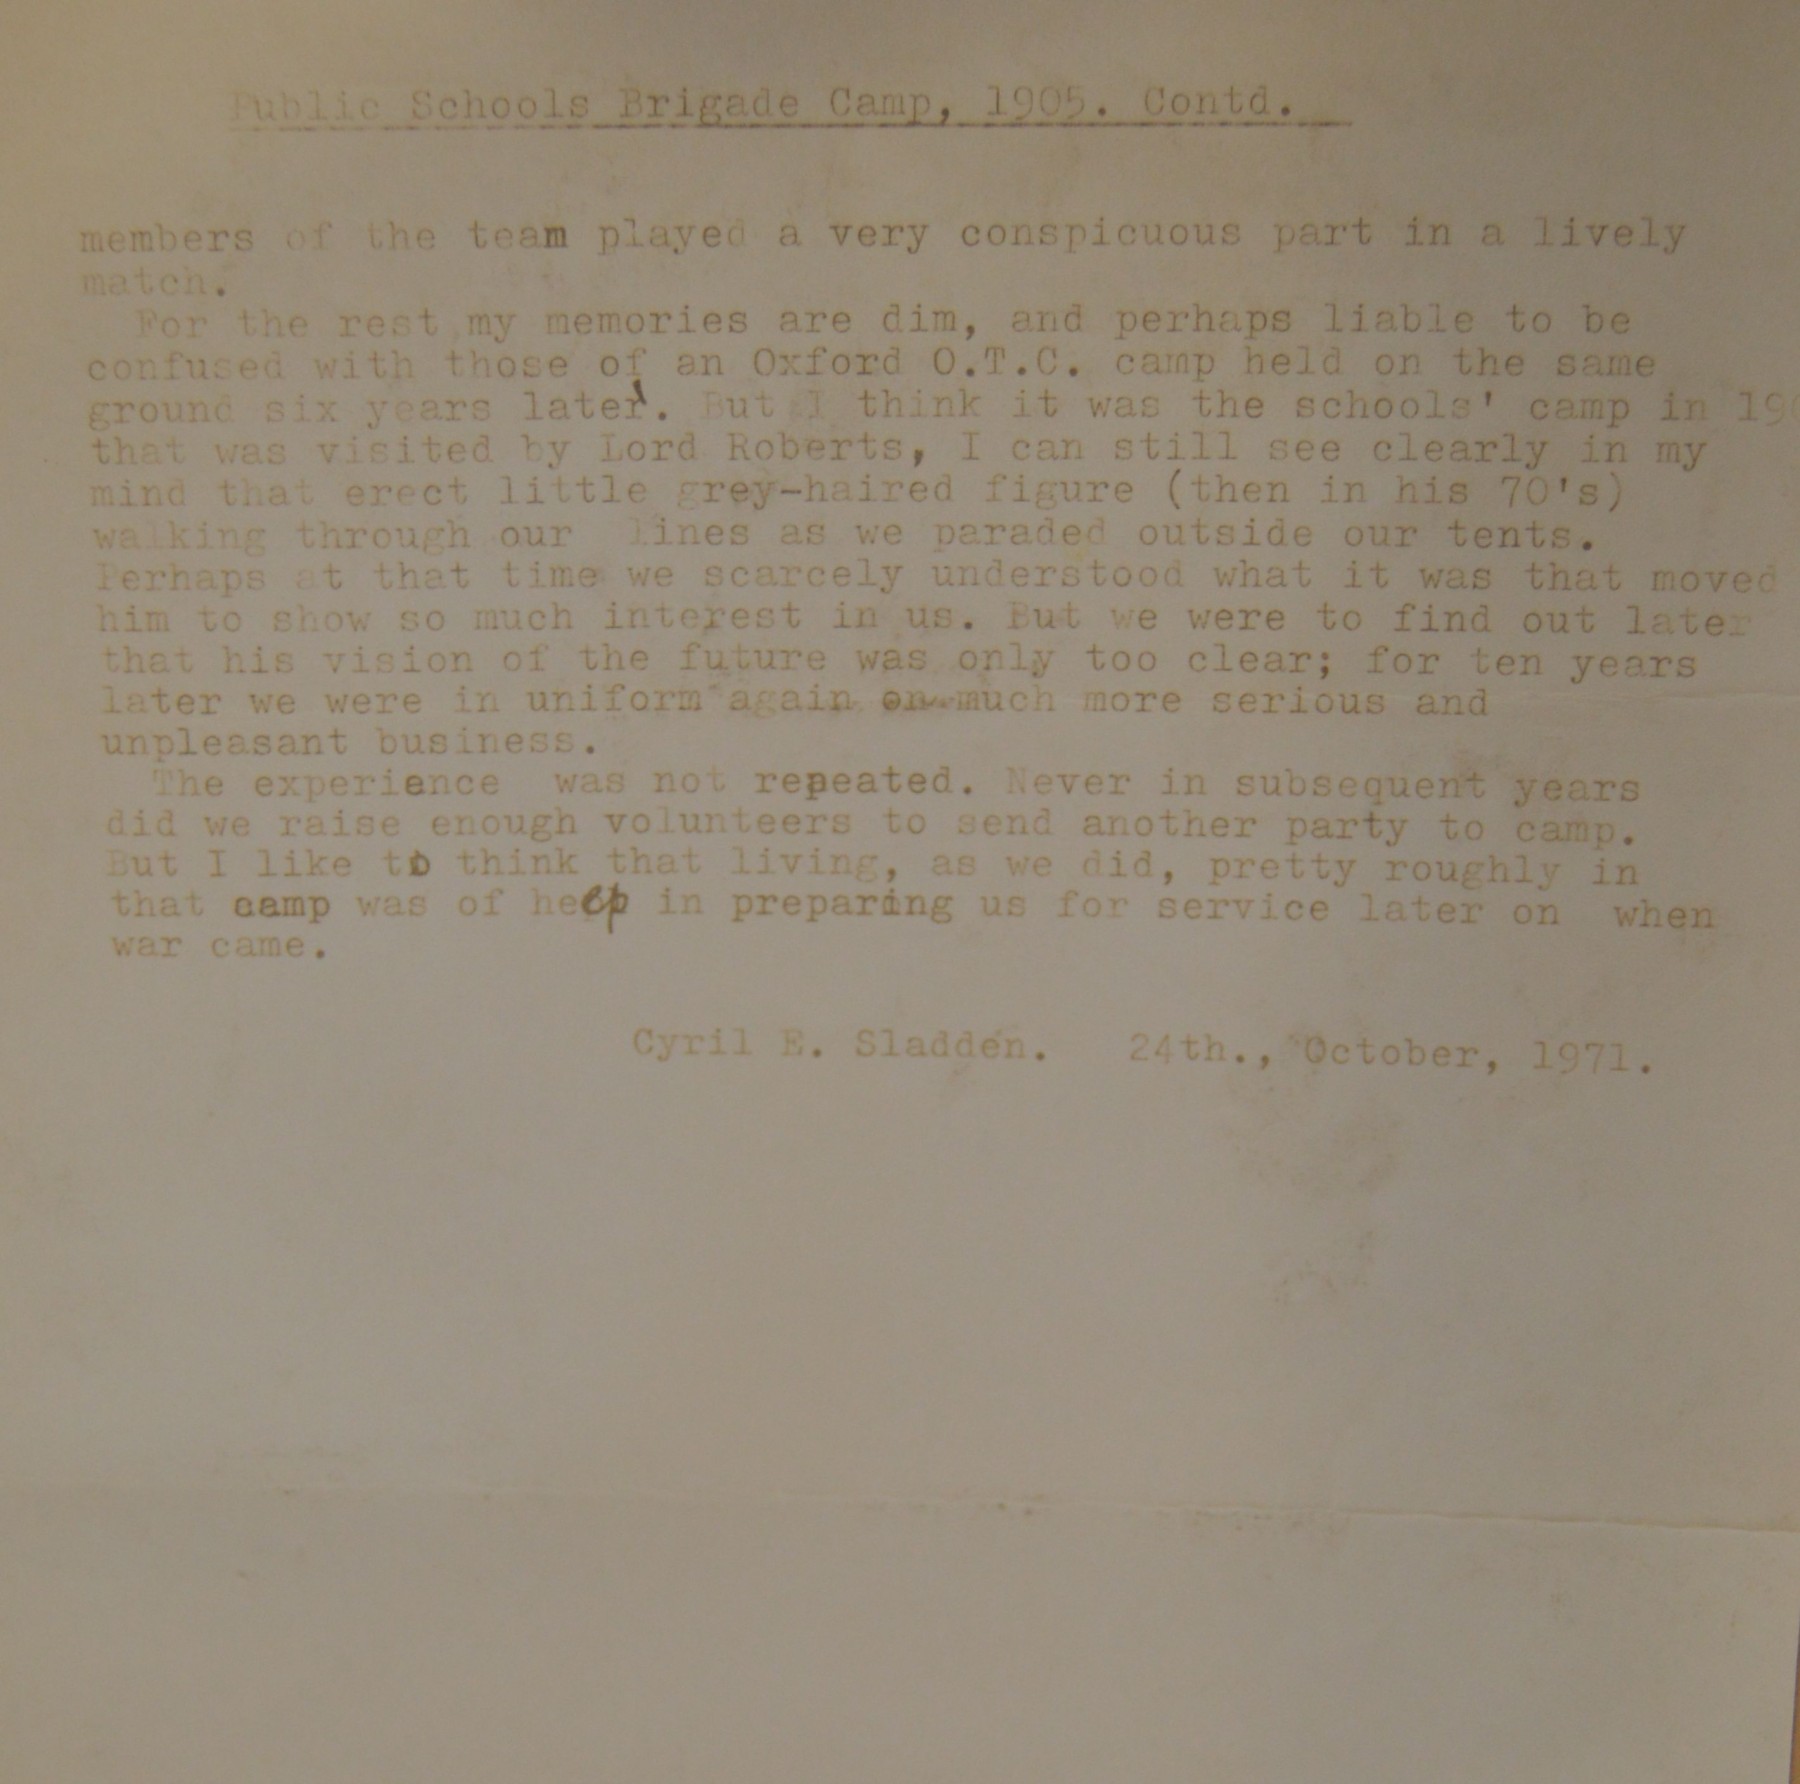 Public Schools Brigade Camp, 1905. Contd.
members of the team played a very conspicuous part in a lively
match.
For the rest my memories are dim, and perhaps liable to be
confused with those of an Oxford O.T.C. camp held on the same
ground six years later. But I think it was the schools' camp in 190
that was visited by Lord Roberts, I can still see clearly in my
mind that erect little grey-haired figure (then in his 70's)
walking through our lines as we paraded outside our tents.
Perhaps at that time we scarcely understood what it was that moved
him to show so much interest in us. But we were to find out later
that his vision of the future was only too clear; for ten years
later we were in uniform again on much more serious and
unpleasant business.
The experience was not repeated. Never in subsequent years
did we raise enough volunteers to send another party to camp.
But I like to think that living, as we did, pretty roughly in
that camp was of help in preparing us for service later on when
war came.
Cyril E. Sladden. 24th., October, 1971.